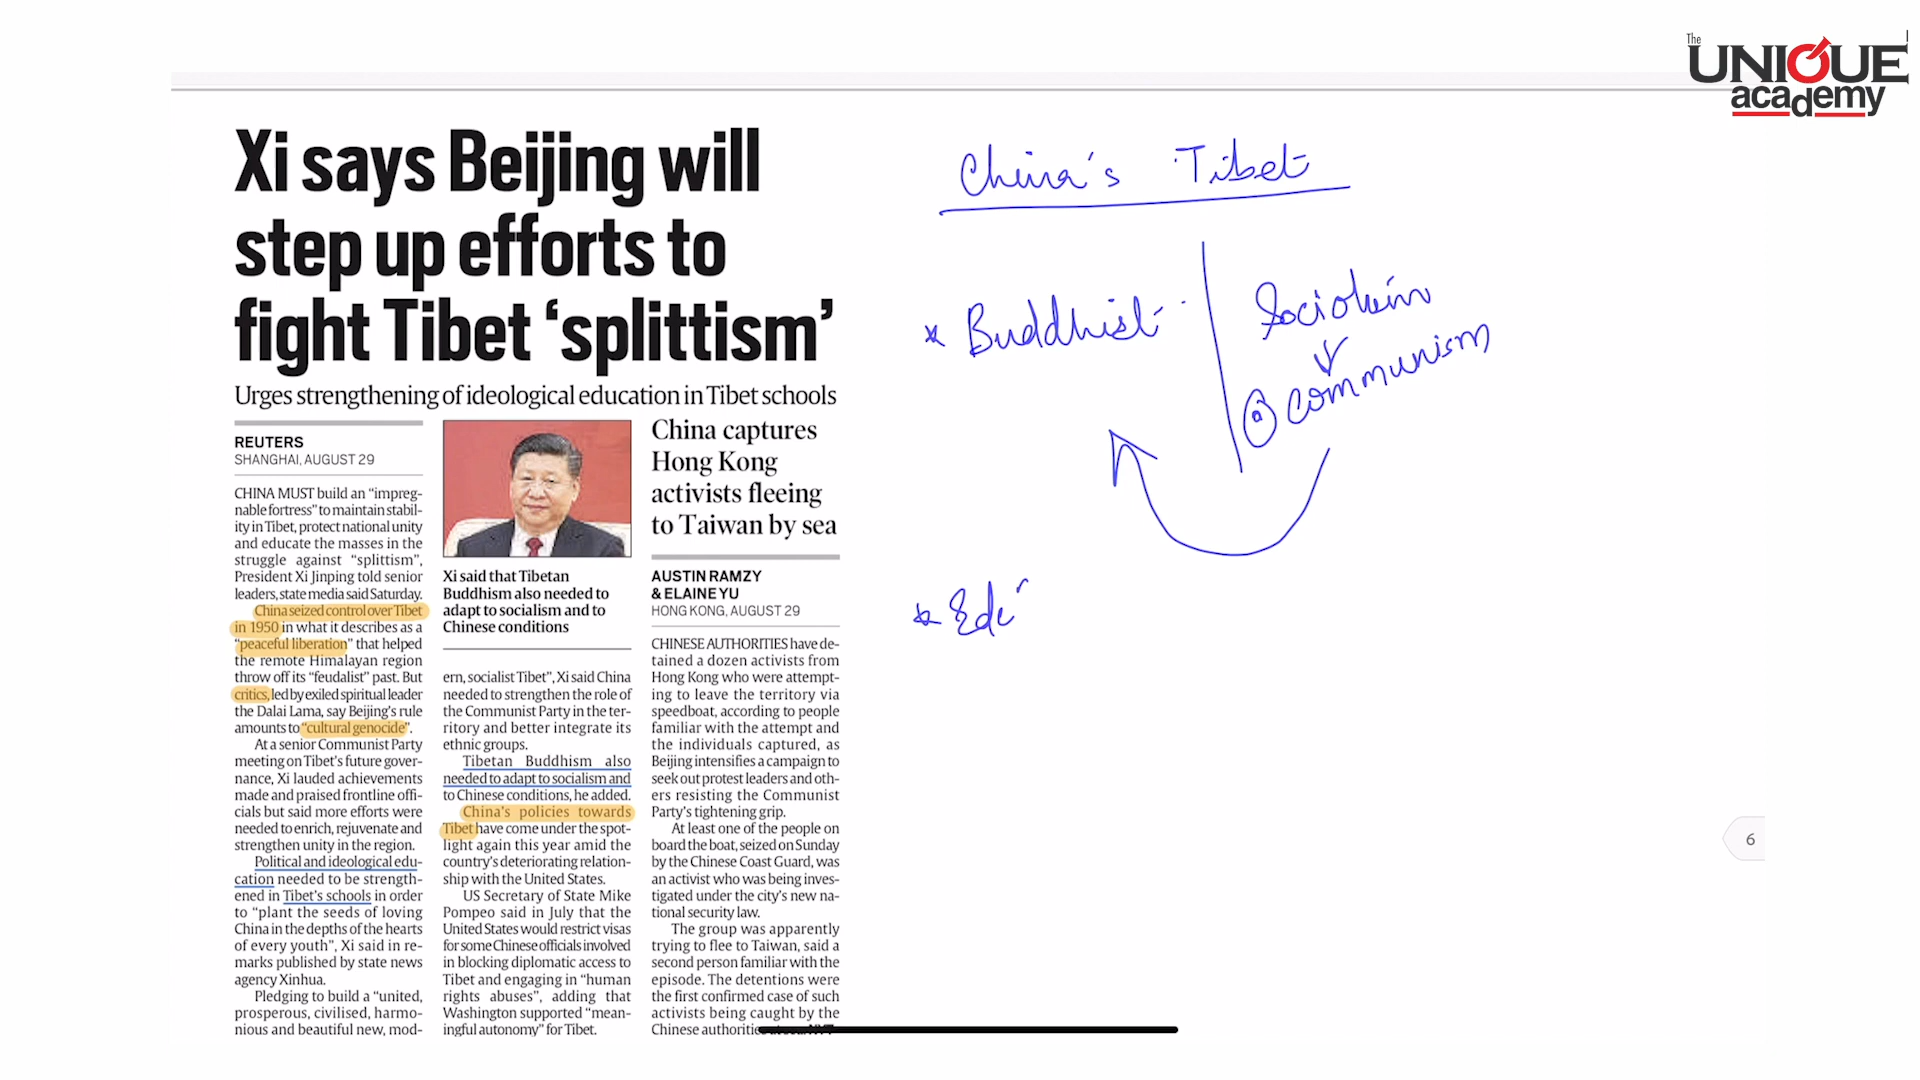 The
UNIQUE
academy
Xi says Beijing will
step up efforts to
fight Tibet ‘splittism’
Urges strengthening of ideological education in Tibet schools
REUTERS
SHANGHAI, AUGUST 29
CHINA MUST build an “impreg-
nable fortress” to maintain stabil-
ity in Tibet, protect national unity
and educate the masses in the
struggle against “splittism”,
President Xi Jinping told senior
leaders, state media said Saturday.
China seized control over Tibet
in 1950 in what it describes as a
“peaceful liberation” that helped
the remote Himalayan region
throw off its “feudalist” past. But
critics, led by exiled spiritual leader
the Dalai Lama, say Beijing’s rule
amounts to “cultural genocide”.
At a senior Communist Party
meeting on Tibet’s future gover-
nance, Xi lauded achievements
made and praised frontline offi-
cials but said more efforts were
needed to enrich, rejuvenate and
strengthen unity in the region.
Political and ideological edu-
cation needed to be strength-
ened in Tibet’s schools in order
to “plant the seeds of loving
China in the depths of the hearts
of every youth”, Xi said in re-
marks published by state news
agency Xinhua.
Pledging to build a “united,
prosperous, civilised, harmo-
nious and beautiful new, mod-
Xi said that Tibetan
Buddhism also needed to
adapt to socialism and to
Chinese conditions
ern, socialist Tibet”, Xi said China
needed to strengthen the role of
the Communist Party in the ter-
ritory and better integrate its
ethnic groups.
Tibetan Buddhism also
needed to adapt to socialism and
to Chinese conditions, he added.
China’s policies towards
Tibet have come under the spot-
light again this year amid the
country’s deteriorating relation-
ship with the United States.
US Secretary of State Mike
Pompeo said in July that the
United States would restrict visas
for some Chinese officials involved
in blocking diplomatic access to
Tibet and engaging in “human
rights abuses”, adding that
Washington supported “mean-
ingful autonomy” for Tibet.
China captures
Hong Kong
activists fleeing
to Taiwan by sea
AUSTIN RAMZY
& ELAINE YU
HONG KONG, AUGUST 29
CHINESE AUTHORITIES have de-
tained a dozen activists from
Hong Kong who were attempt-
ing to leave the territory via
speedboat, according to people
familiar with the attempt and
the individuals captured, as
Beijing intensifies a campaign to
seek out protest leaders and oth-
ers resisting the Communist
Party’s tightening grip.
At least one of the people on
board the boat, seized on Sunday
by the Chinese Coast Guard, was
an activist who was being inves-
tigated under the city’s new na-
tional security law.
The group was apparently
trying to flee to Taiwan, said a
second person familiar with the
episode. The detentions were
the first confirmed case of such
activists being caught by the
Chinese
China's Tibet
* Buddhist
communism
6